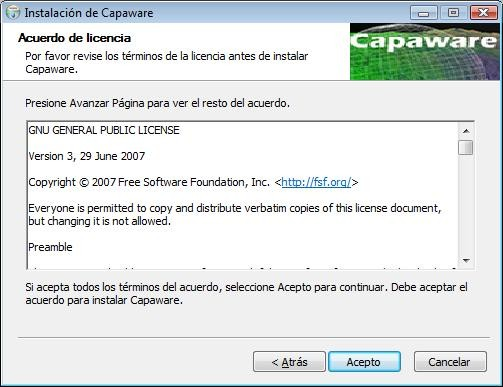 Instalación de Capaware
Acuerdo de licencia
Por favor revise los términos de la licencia antes de instalar
Capaware.
Capaware
Presione Avanzar Página para ver el resto del acuerdo.
GNU GENERAL PUBLIC LICENSE
Version 3, 29 June 2007
Copyright © 2007 Free Software Foundation, Inc. <http://fsf.org/>
Everyone is permitted to copy and distribute verbatim copies of this license document,
but changing it is not allowed.
Preamble
Si acepta todos los términos del acuerdo, seleccione Acepto para continuar. Debe aceptar el
acuerdo para instalar Capaware.
< Atrás
Acepto
Cancelar